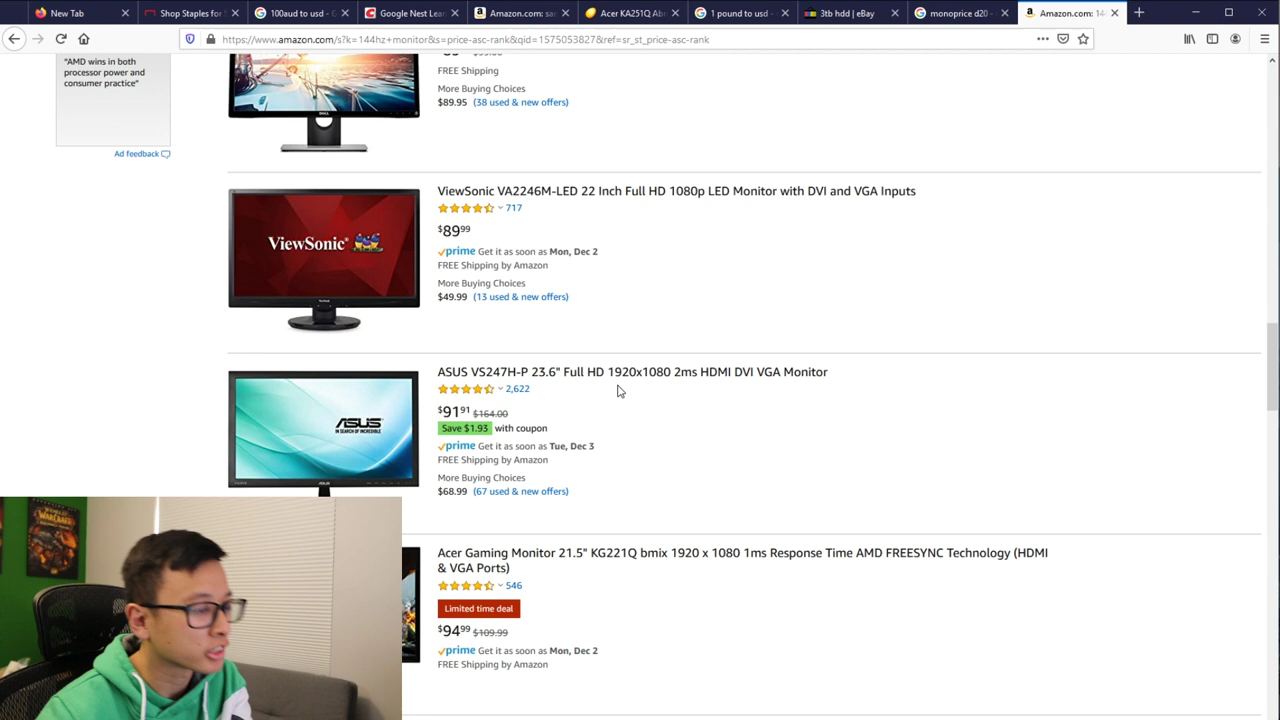 New Tab
Shop Staples for S
100aud to usd - G
Google Nest Lear
Amazon.com: sar
Acer KA251Q Abr
1 pound to usd -
3tb hdd | eBay
monoprice d20 -
Amazon.com: 14
https://www.amazon.com/s?k=144hz+monitor&s=price-asc-rank&qid=1575053827&ref=sr_st_price-asc-rank
"AMD wins in both
processor power and
consumer practice"
Ad feedback
FREE Shipping
More Buying Choices
$89.95 (38 used & new offers)
DELL
ViewSonic VA2246M-LED 22 Inch Full HD 1080p LED Monitor with DVI and VGA Inputs
717
$89.99
prime Get it as soon as Mon, Dec 2
FREE Shipping by Amazon
More Buying Choices
$49.99 (13 used & new offers)
ViewSonic
ASUS VS247H-P 23.6" Full HD 1920x1080 2ms HDMI DVI VGA Monitor
2,622
$91.91 $164.00
Save $1.93 with coupon
prime Get it as soon as Tue, Dec 3
FREE Shipping by Amazon
More Buying Choices
$68.99 (67 used & new offers)
ASUS
IN SEARCH OF INCREDIBLE
Acer Gaming Monitor 21.5" KG221Q bmix 1920 x 1080 1ms Response Time AMD FREESYNC Technology (HDMI
& VGA Ports)
546
Limited time deal
$94.99 $109.99
prime Get it as soon as Mon, Dec 2
FREE Shipping by Amazon
WARCRAFT